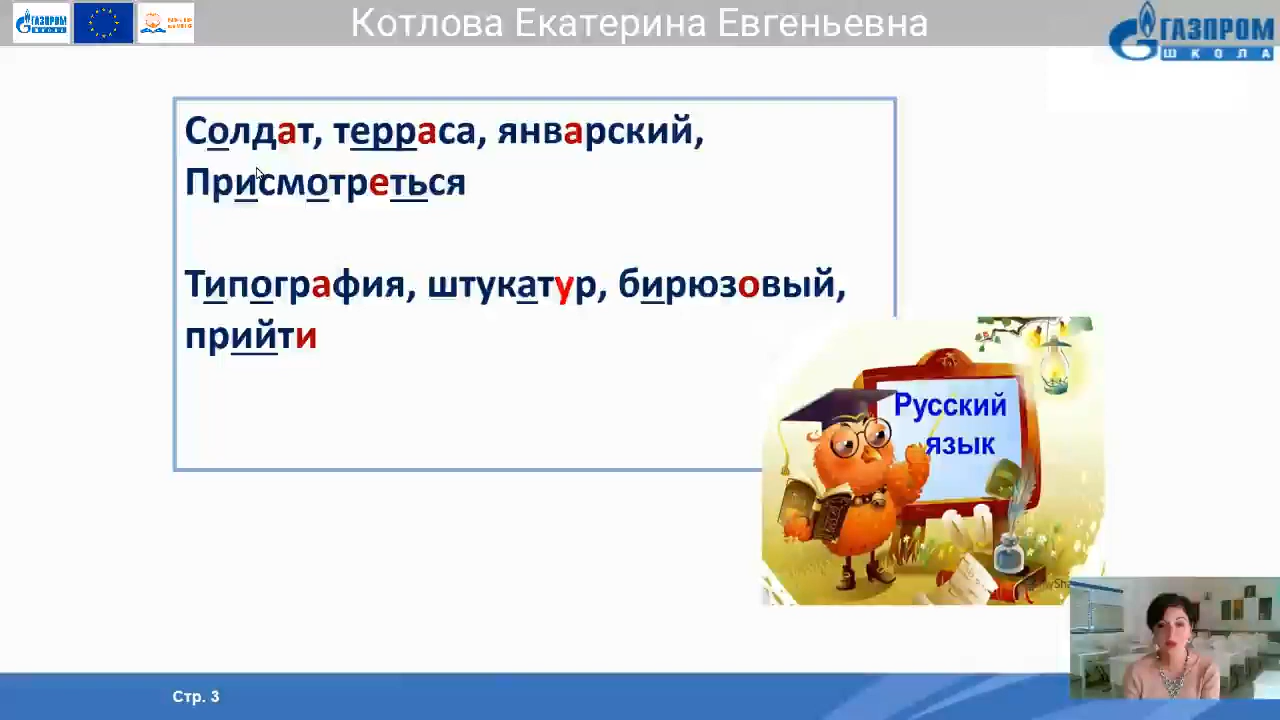 Котлова Екатерина Евгеньевна
ГАЗПРОМ
ШКОЛА
Солдат, терраса, январский,
Присмотреться
Типография, штукатур, бирюзовый,
прийти
Русский
язык
Стр. 3